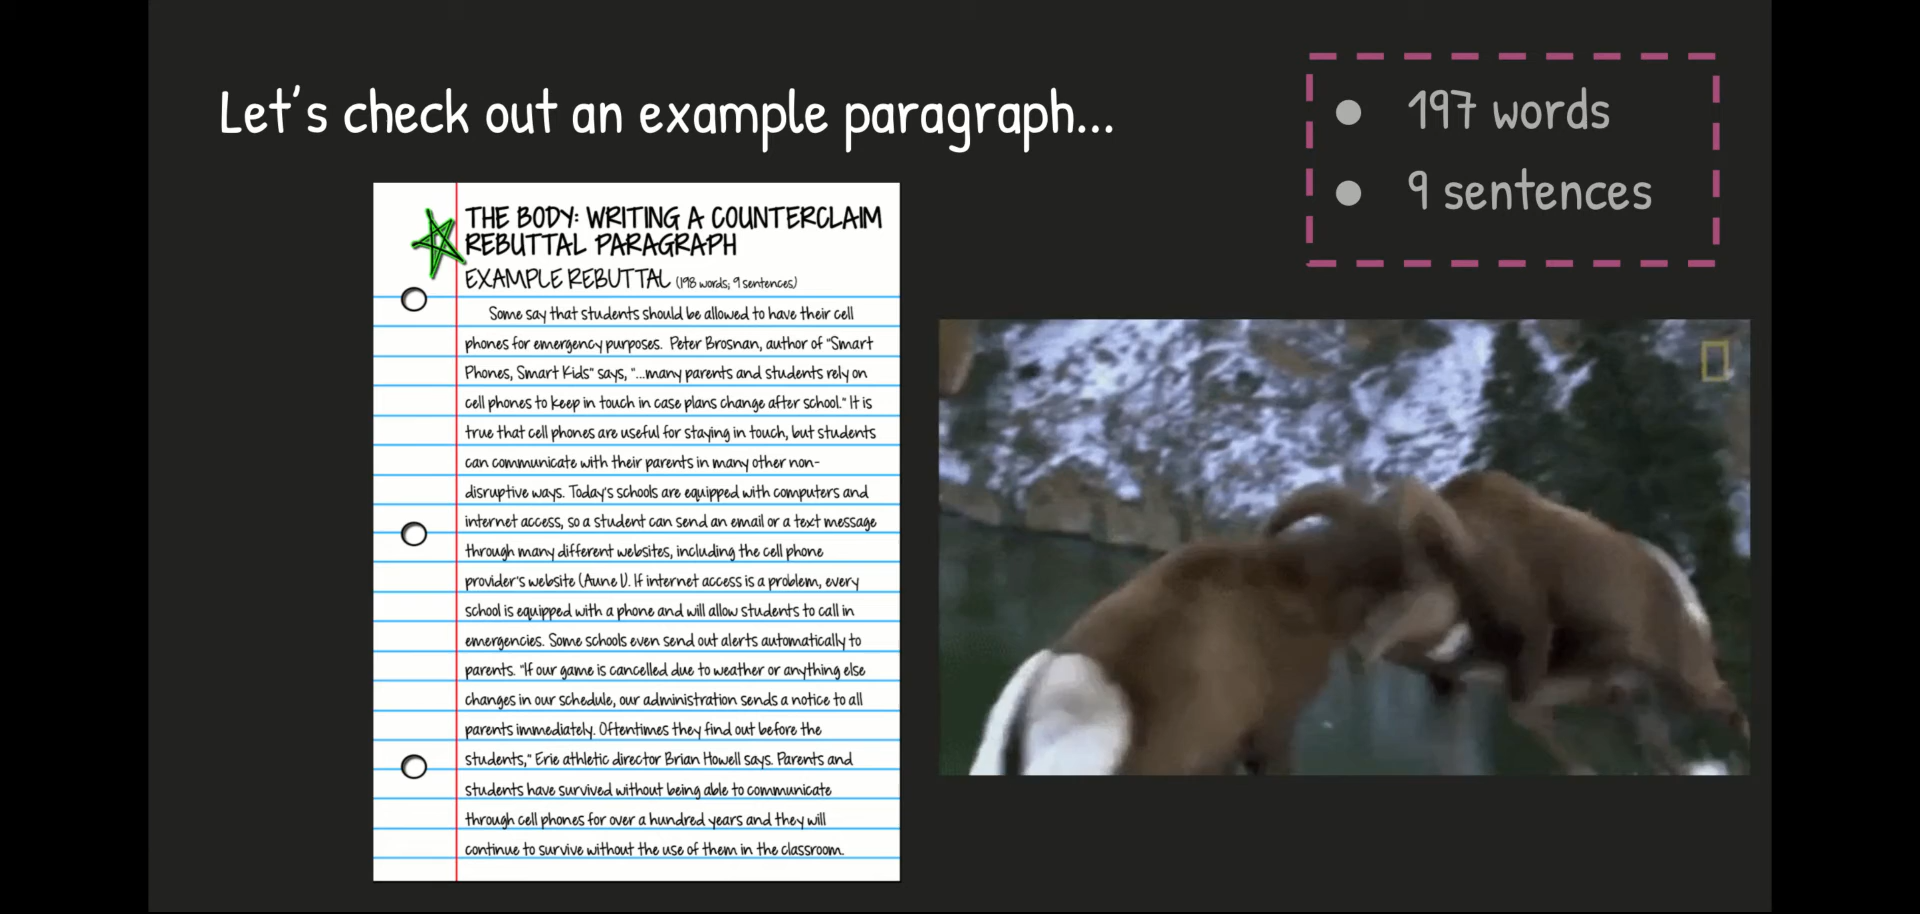 Let's check out an example paragraph...
● 197 words
● 9 sentences
THE BODY: WRITING A COUNTERCLAIM
REBUTTAL PARAGRAPH
EXAMPLE REBUTTAL (198 words; 9 sentences)
Some say that students should be allowed to have their cell
phones for emergency purposes. Peter Brosnan, author of "Smart
Phones, Smart Kids" says, "...many parents and students rely on
cell phones to keep in touch in case plans change after school." It is
true that cell phones are useful for staying in touch, but students
can communicate with their parents in many other non-
disruptive ways. Today's schools are equipped with computers and
internet access, so a student can send an email or a text message
through many different websites, including the cell phone
provider's website (Aune 1). If internet access is a problem, every
school is equipped with a phone and will allow students to call in
emergencies. Some schools even send out alerts automatically to
parents. "If our game is cancelled due to weather or anything else
changes in our schedule, our administration sends a notice to all
parents immediately. Oftentimes they find out before the
students," Erie athletic director Brian Howell says. Parents and
students have survived without being able to communicate
through cell phones for over a hundred years and they will
continue to survive without the use of them in the classroom.